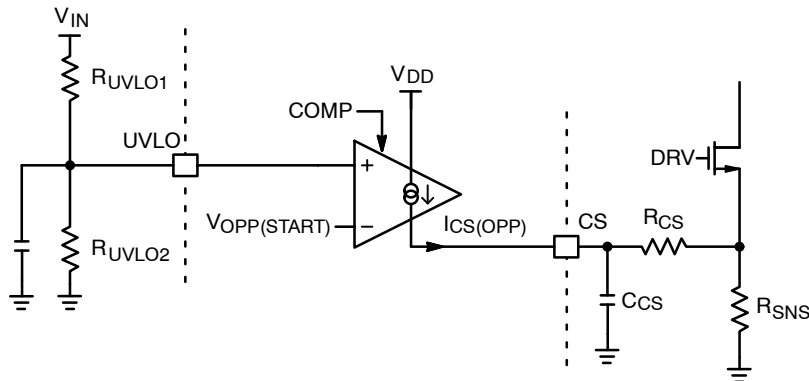 VIN
RUVLO1
VDD
COMP
UVLO
+
DRV
VOPP(START)
−
ICS(OPP)
CS
RCS
RUVLO2
CCS
RSNS